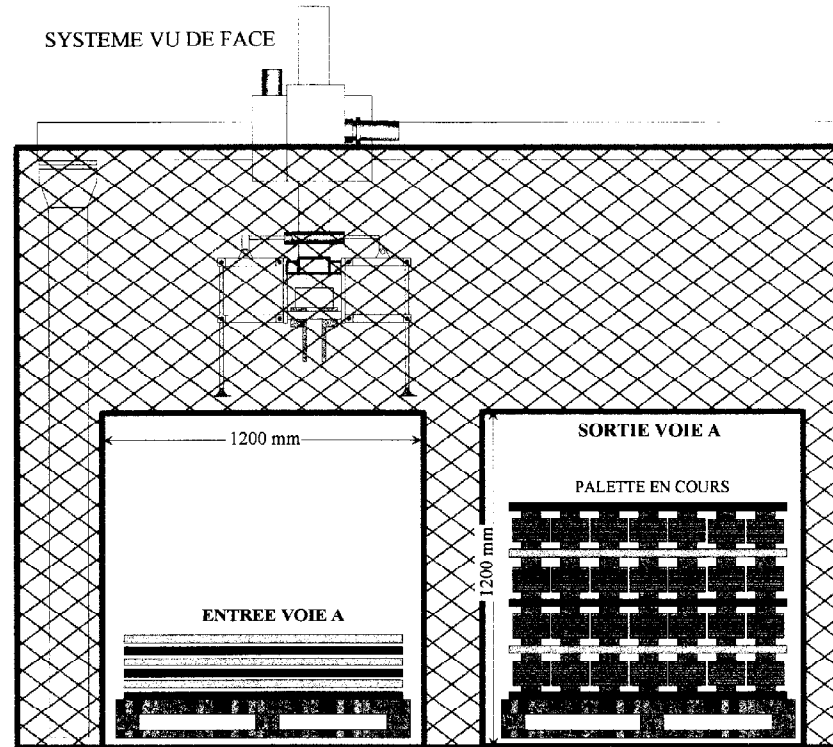 SYSTEME VU DE FACE
1200 mm
ENTREE VOIE A
SORTIE VOIE A
PALETTE EN COURS
1200 mm